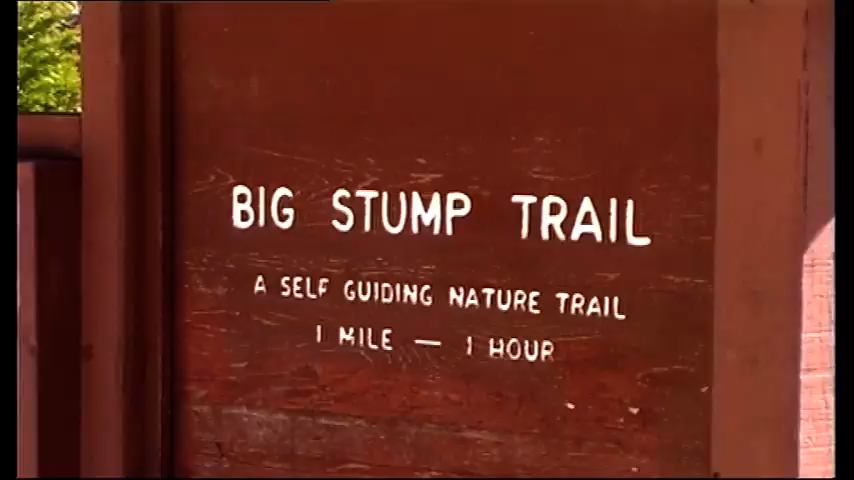 BIG STUMP TRAIL
A SELF GUIDING NATURE TRAIL
1 MILE — 1 HOUR